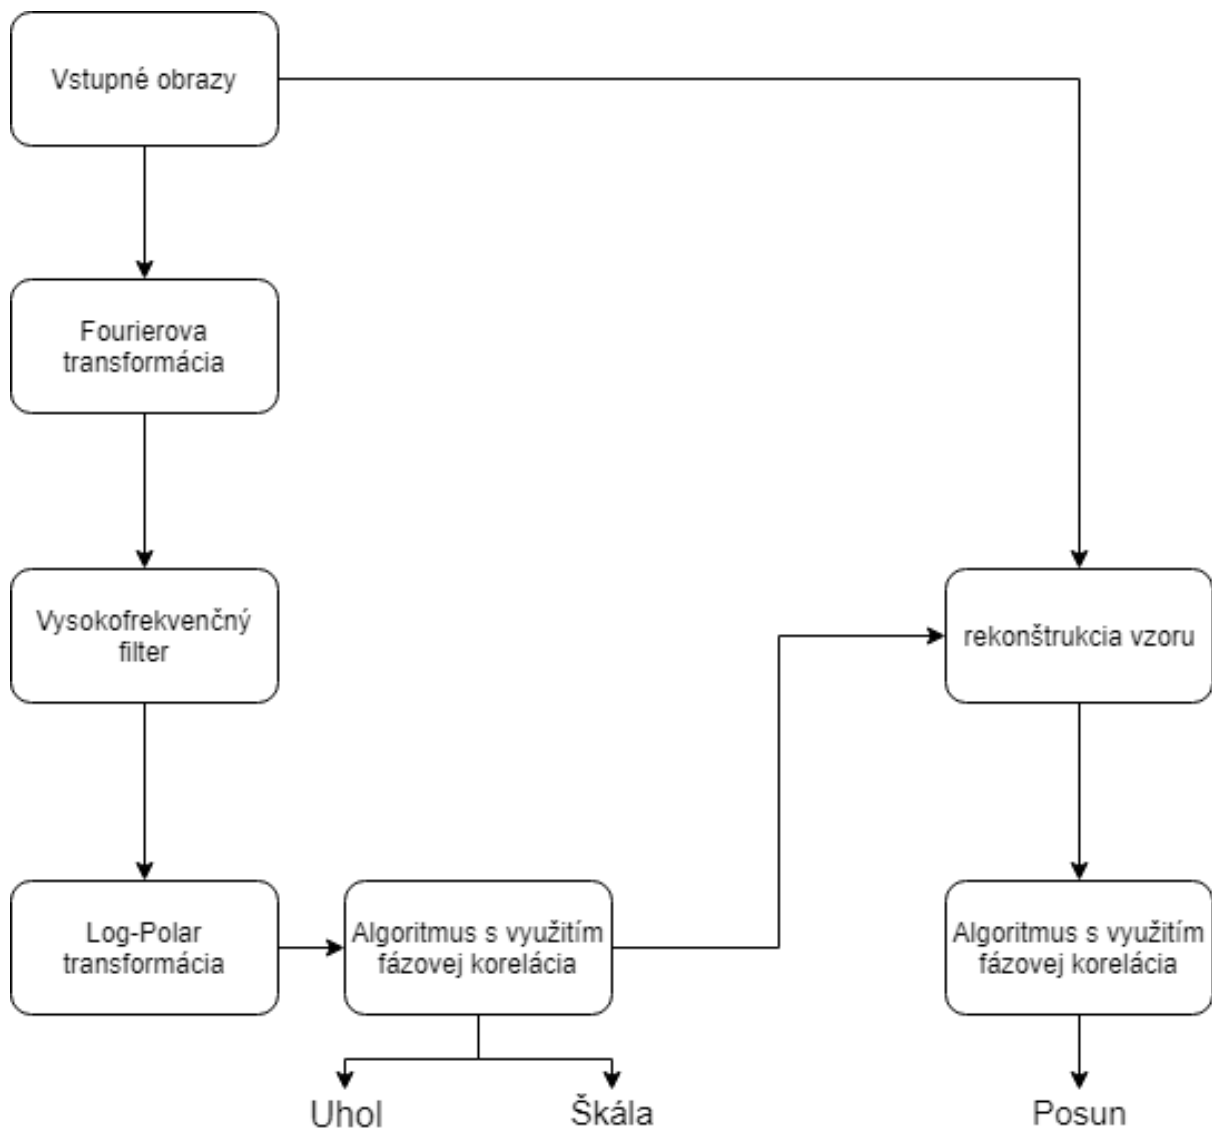 Vstupné obrazy
Fourierova
transformácia
Vysokofrekvenčný
filter
rekonštrukcia vzoru
Log-Polar
transformácia
Algoritmus s využitím
fázovej korelácia
Algoritmus s využitím
fázovej korelácia
Uhol
Škála
Posun